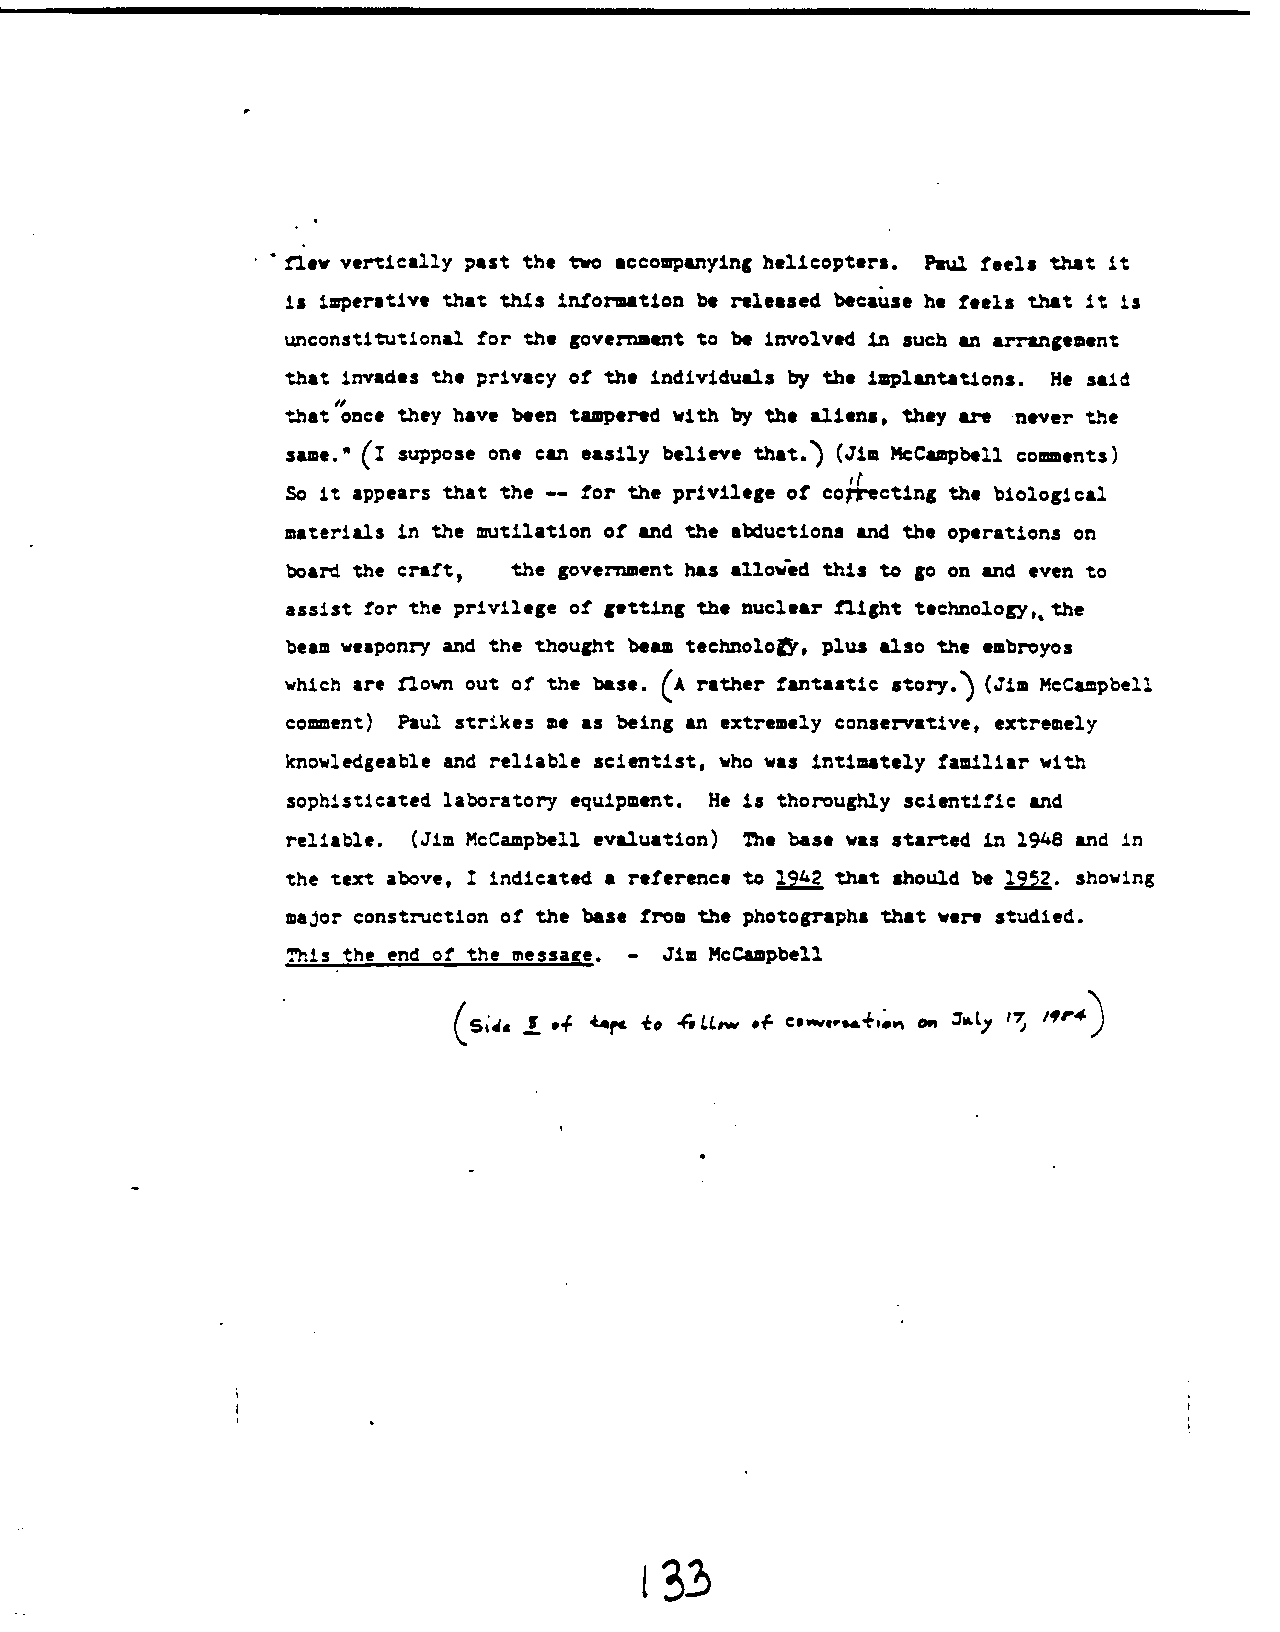 flew vertically past the two accompanying helicopters. Paul feels that it
is imperative that this information be released because he feels that it is
unconstitutional for the government to be involved in such an arrangement
that invades the privacy of the individuals by the implantations. He said
that "once they have been tampered with by the aliens, they are never the
same." (I suppose one can easily believe that.) (Jim McCampbell comments)
So it appears that the -- for the privilege of collecting the biological
materials in the mutilation of and the abductions and the operations on
board the craft, the government has allowed this to go on and even to
assist for the privilege of getting the nuclear flight technology, the
beam weaponry and the thought beam technology, plus also the embroyos
which are flown out of the base. (A rather fantastic story.) (Jim McCampbell
comment) Paul strikes me as being an extremely conservative, extremely
knowledgeable and reliable scientist, who was intimately familiar with
sophisticated laboratory equipment. He is thoroughly scientific and
reliable. (Jim McCampbell evaluation) The base was started in 1948 and in
the text above, I indicated a reference to 1942 that should be 1952. showing
major construction of the base from the photographs that were studied.
This the end of the message. - Jim McCampbell
(Side I of tape to follow of conversation on July 17, 1984)
133